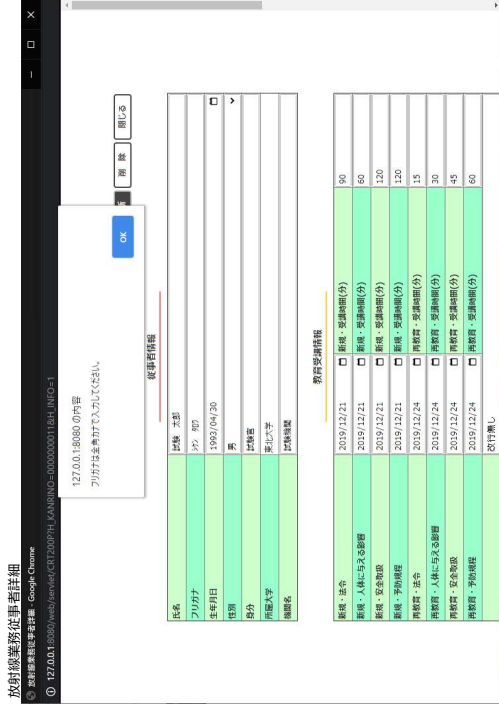 放射線業務従事者詳細
放射線業務従事者詳細 - Google Chrome
127.0.0.1:8080/web/servlet/CRT200P?H_KANRINO=0000000011&H_INFO=1
127.0.0.1:8080 の内容
フリガナは全角カナで入力してください。
OK
削 除
閉じる
従事者情報
氏名 試験 太郎
フリガナ ｼｹﾝ ﾀﾛｳ
生年月日 1993/04/30
性別 男
身分 試験官
所属大学 東北大学
機関名 試験機関
教育受講情報
新規・法令 2019/12/21 新規・受講時間(分) 90
新規・人体に与える影響 2019/12/21 新規・受講時間(分) 60
新規・安全取扱 2019/12/21 新規・受講時間(分) 120
新規・予防規程 2019/12/21 新規・受講時間(分) 120
再教育・法令 2019/12/24 再教育・受講時間(分) 15
再教育・人体に与える影響 2019/12/24 再教育・受講時間(分) 30
再教育・安全取扱 2019/12/24 再教育・受講時間(分) 45
再教育・予防規程 2019/12/24 再教育・受講時間(分) 60
改行無し